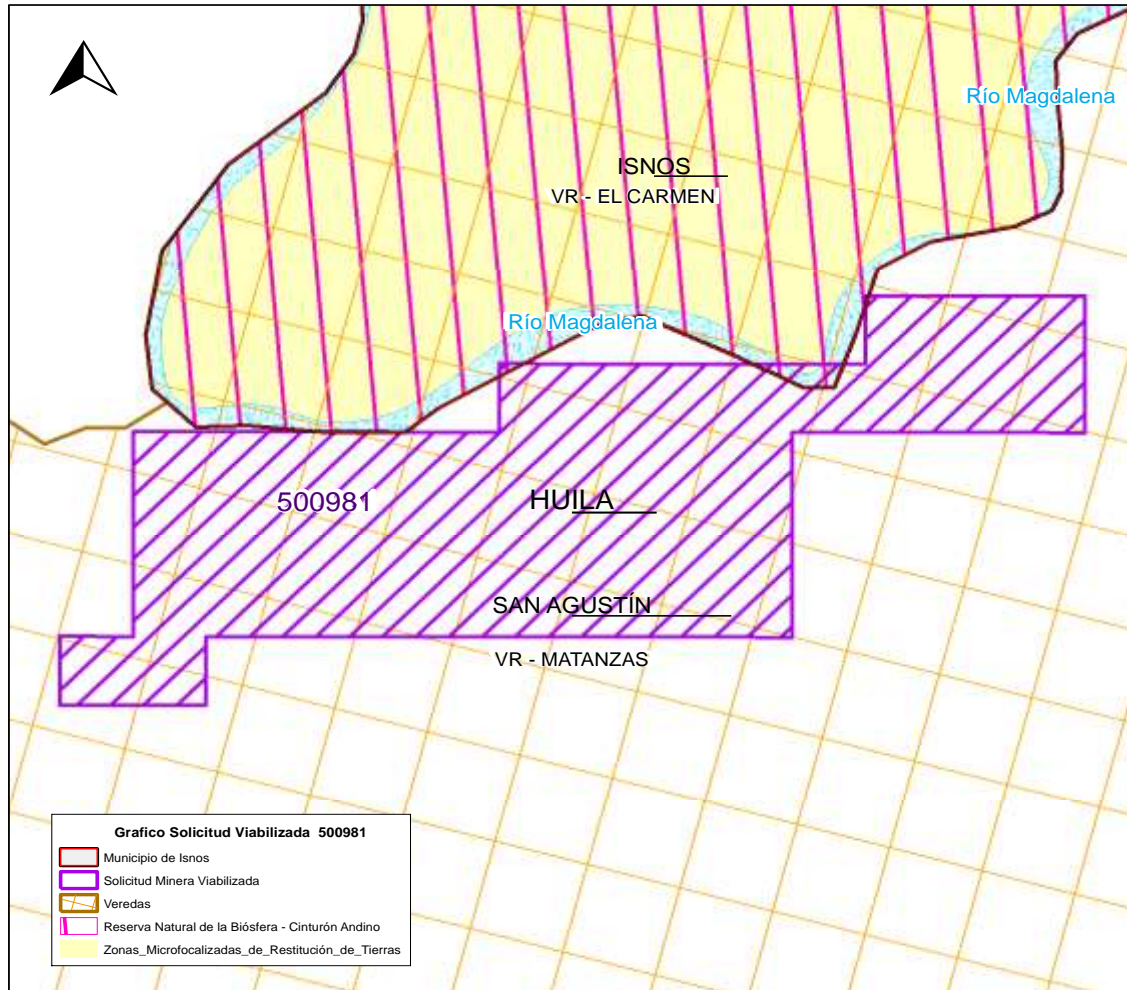 Río Magdalena
ISNOS
VR - EL CARMEN
Río Magdalena
500981
HUILA
SAN AGUSTÍN
VR - MATANZAS
Grafico Solicitud Viabilizada 500981
Municipio de Isnos
Solicitud Minera Viabilizada
Veredas
Reserva Natural de la Biósfera - Cinturón Andino
Zonas_Microfocalizadas_de_Restitución_de_Tierras